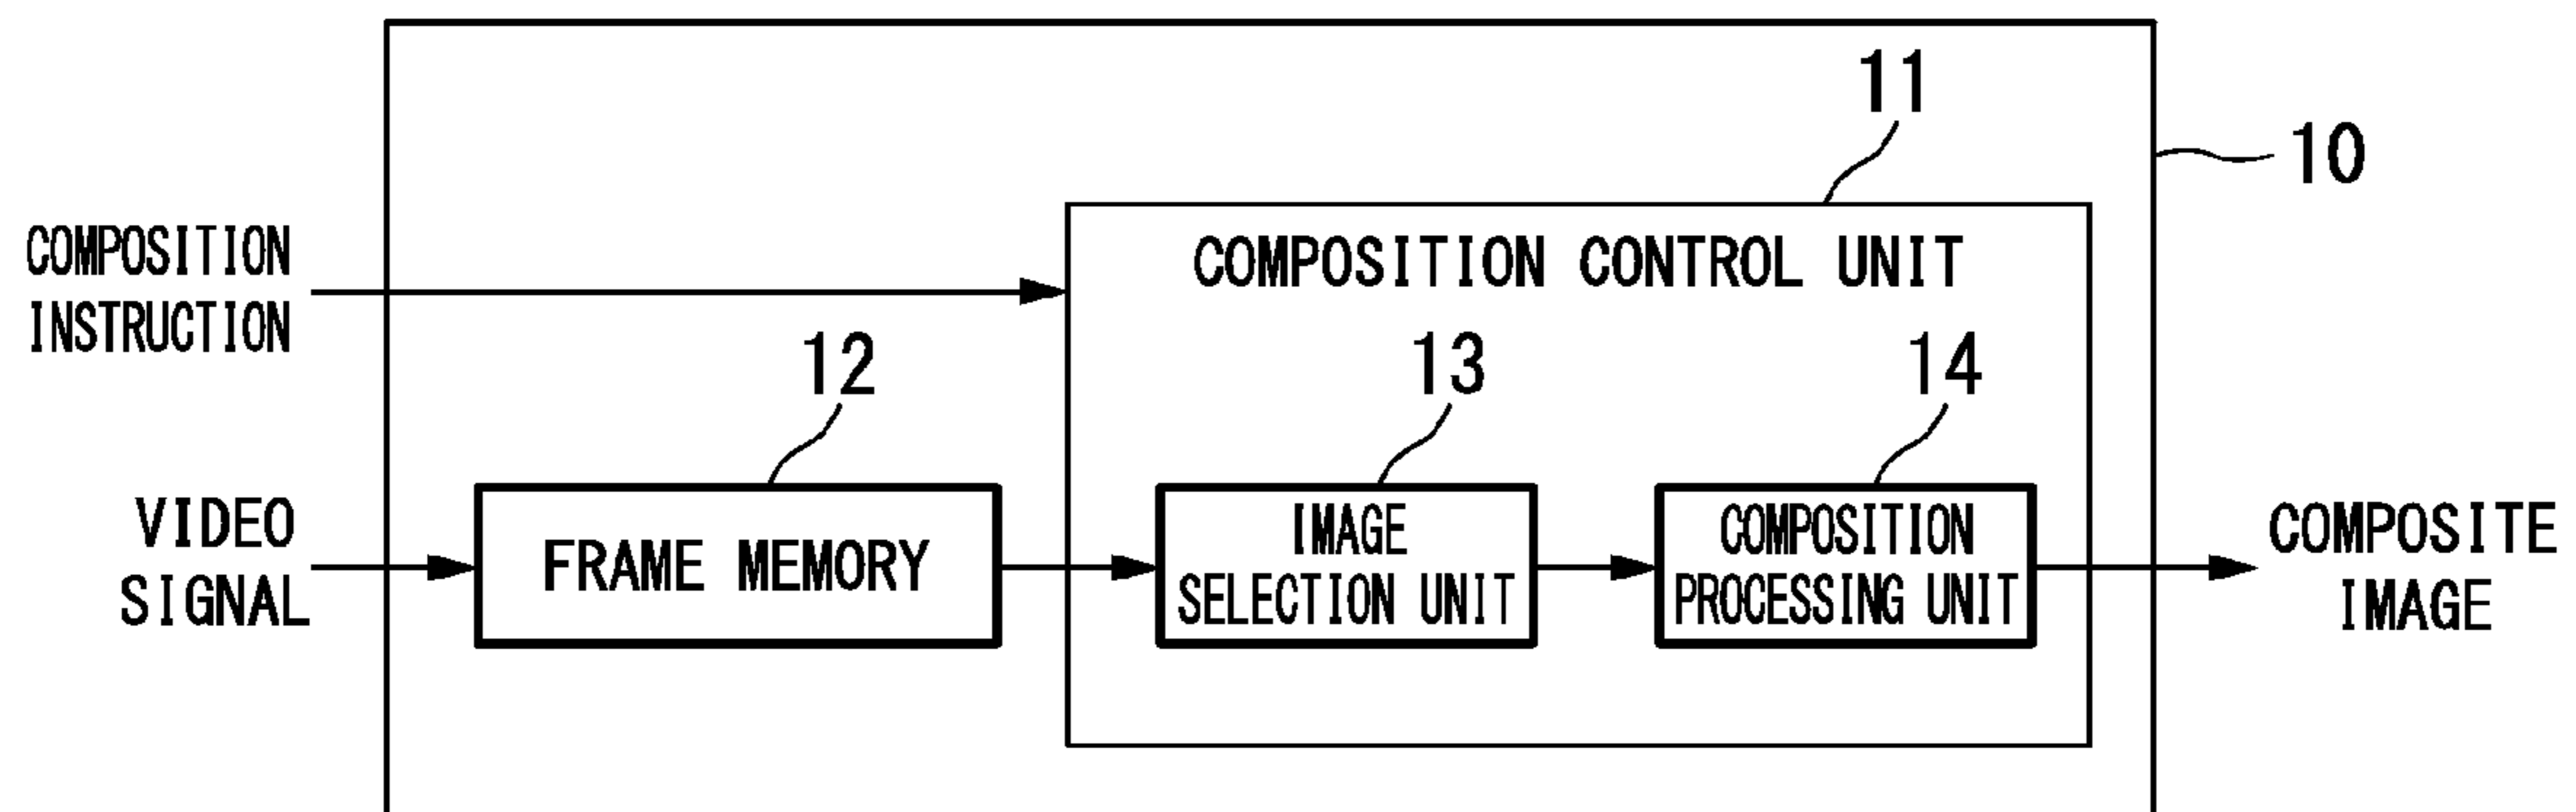 11
10
COMPOSITION
INSTRUCTION
COMPOSITION CONTROL UNIT
12
13
14
VIDEO
SIGNAL
FRAME MEMORY
IMAGE
SELECTION UNIT
COMPOSITION
PROCESSING UNIT
COMPOSITE
IMAGE